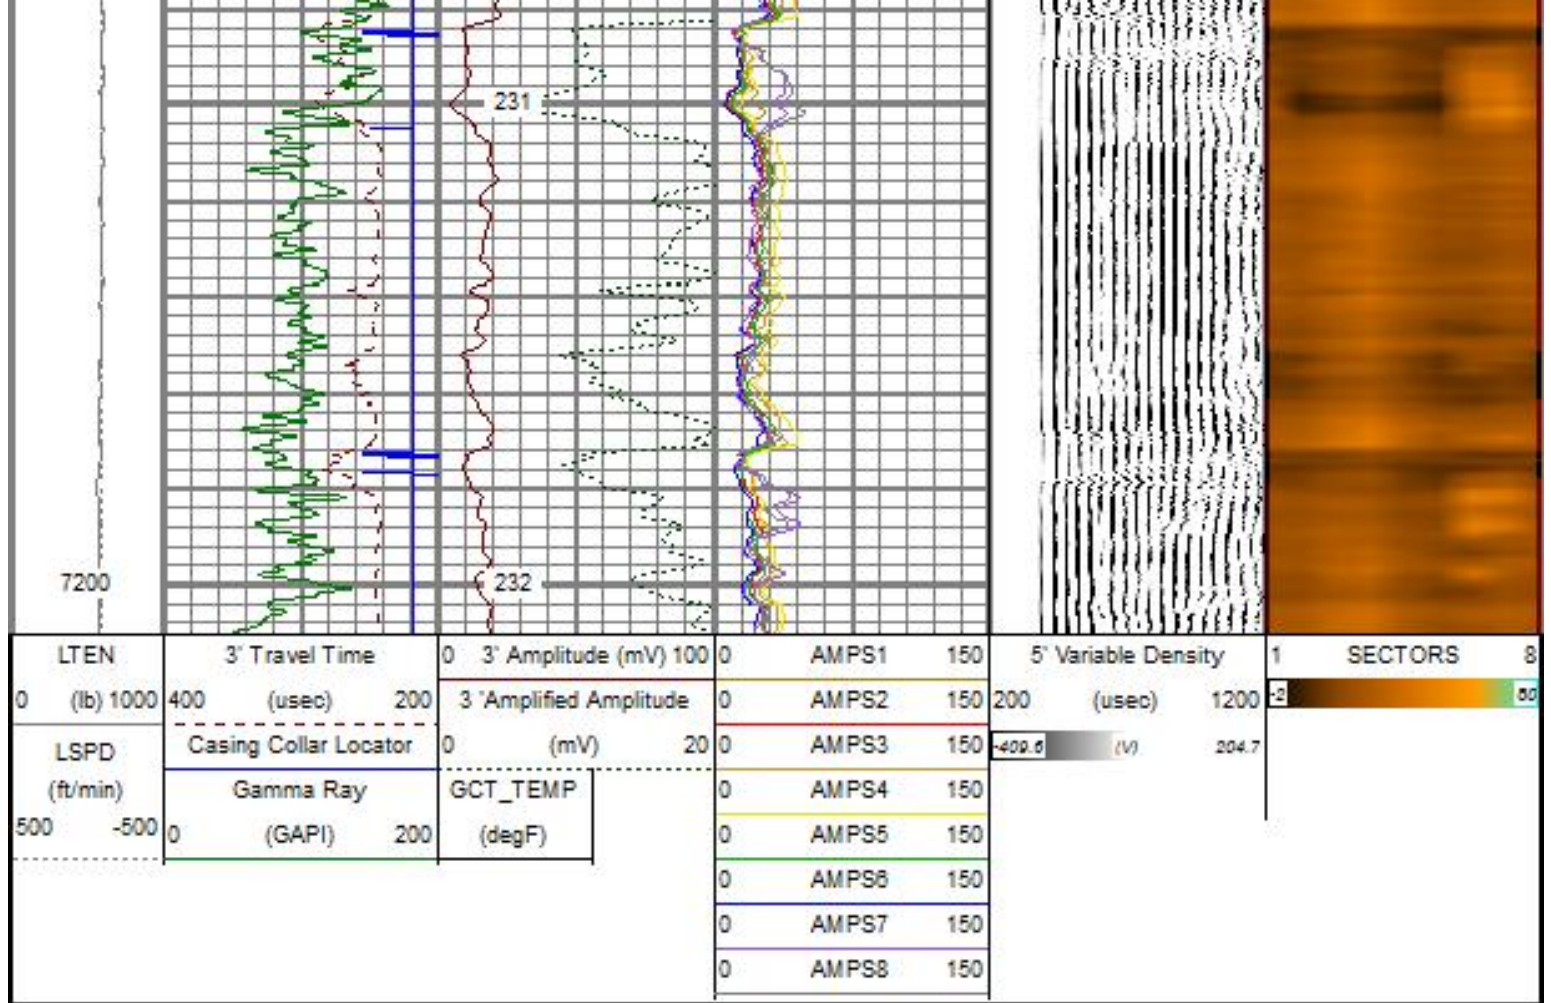 231
7200
232
LTEN
0 (lb) 1000
LSPD
(ft/min)
500 -500
3' Travel Time
400 (usec) 200
Casing Collar Locator
Gamma Ray
0 (GAPI) 200
0 3' Amplitude (mV) 100
3 'Amplified Amplitude
0 (mV) 20
GCT_TEMP
(degF)
0 AMPS1 150
0 AMPS2 150
0 AMPS3 150
0 AMPS4 150
0 AMPS5 150
0 AMPS6 150
0 AMPS7 150
0 AMPS8 150
5' Variable Density
200 (usec) 1200
-409.6 (V) 204.7
1 SECTORS 8
-2 80